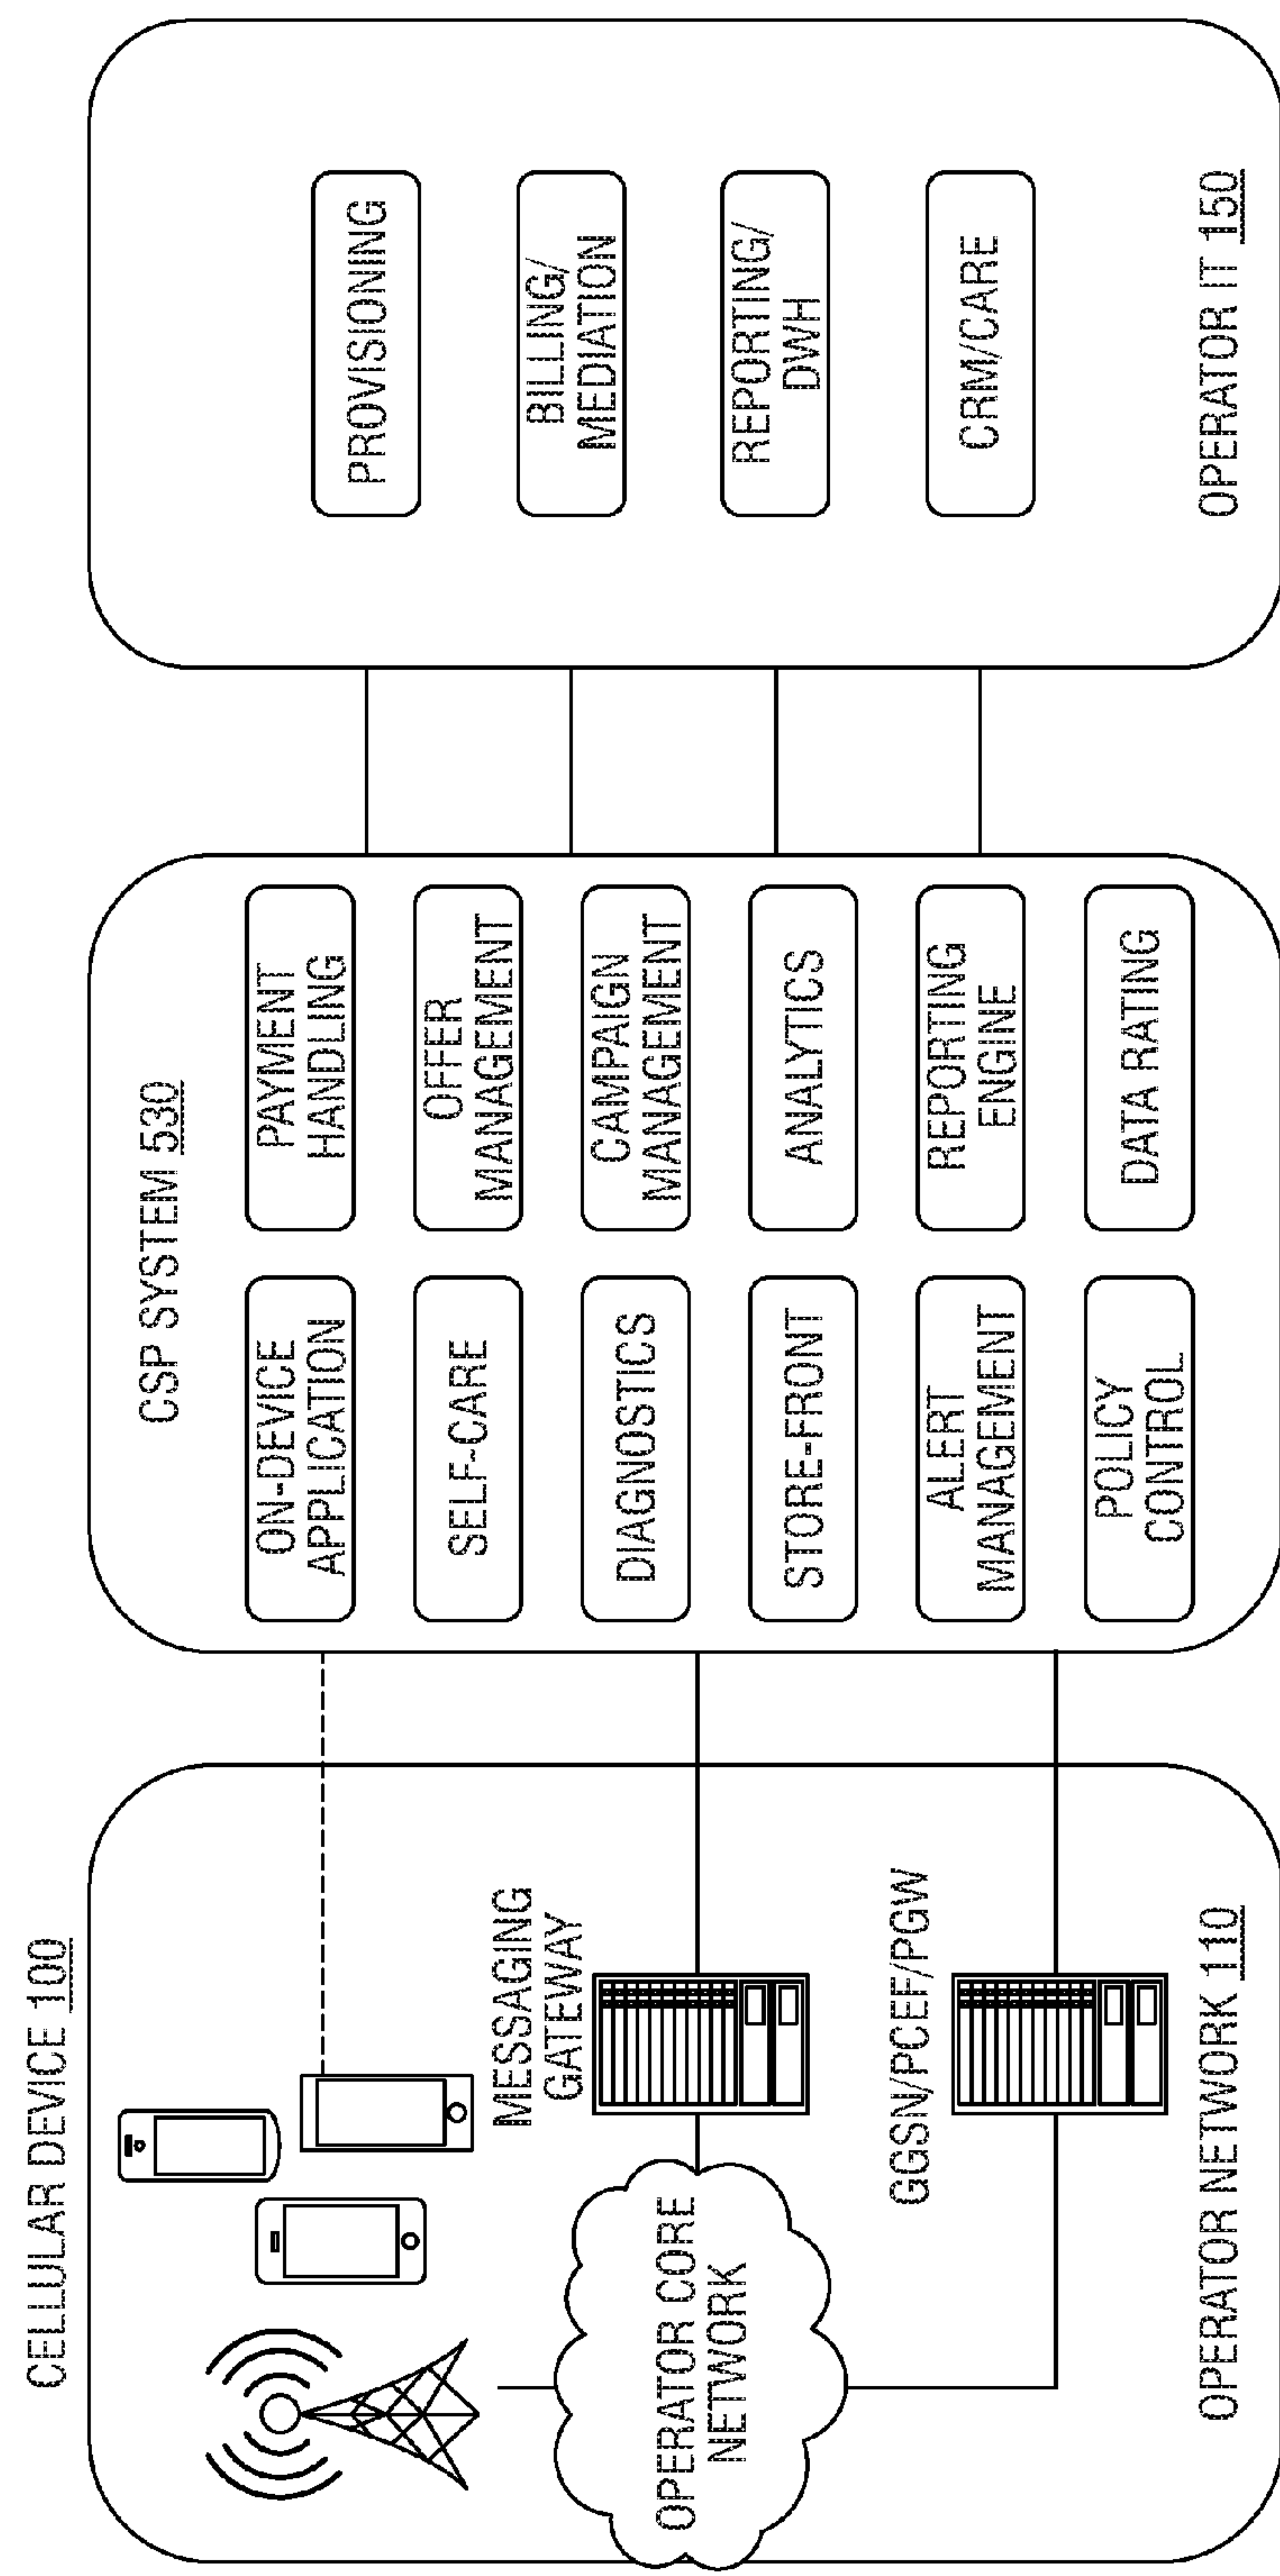 CELLULAR DEVICE 100
MESSAGING
GATEWAY
OPERATOR CORE
NETWORK
GGSN/PCEF/PGW
OPERATOR NETWORK 110
CSP SYSTEM 530
ON-DEVICE
APPLICATION
PAYMENT
HANDLING
SELF-CARE
OFFER
MANAGEMENT
DIAGNOSTICS
CAMPAIGN
MANAGEMENT
STORE-FRONT
ANALYTICS
ALERT
MANAGEMENT
REPORTING
ENGINE
POLICY
CONTROL
DATA RATING
PROVISIONING
BILLING/
MEDIATION
REPORTING/
DWH
CRM/CARE
OPERATOR IT 150